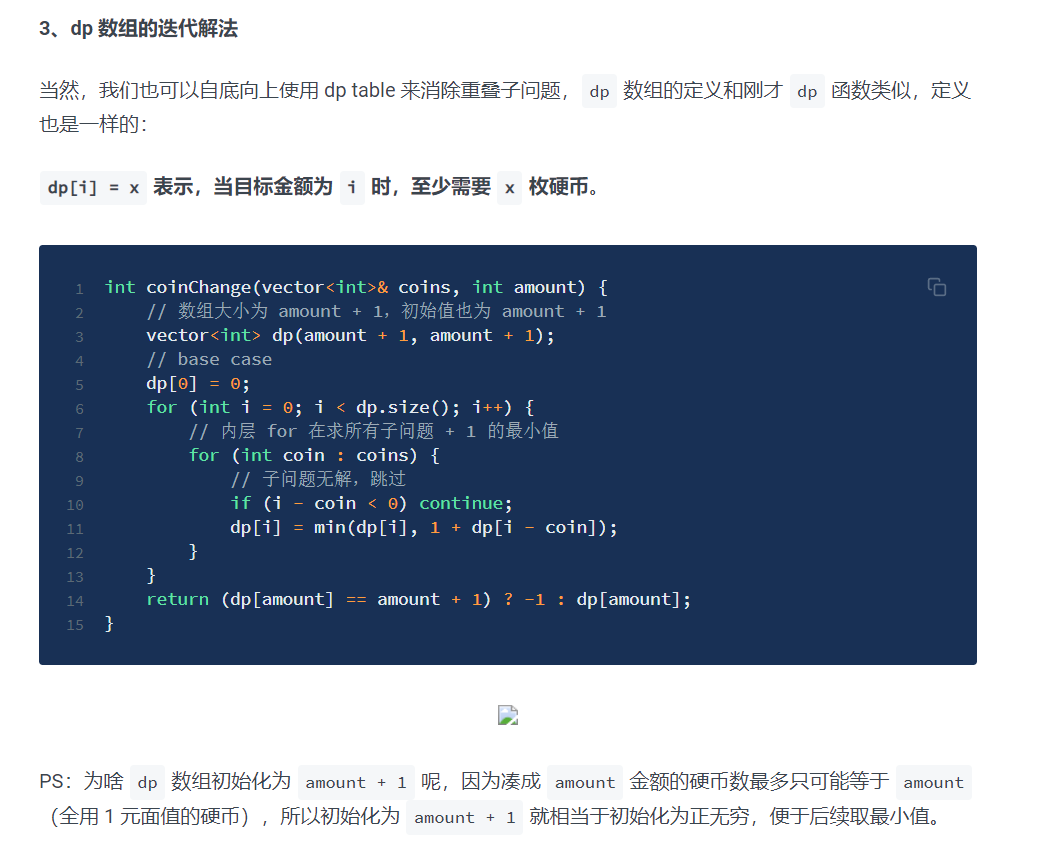 3、dp 数组的迭代解法
当然，我们也可以自底向上使用 dp table 来消除重叠子问题， dp 数组的定义和刚才 dp 函数类似，定义
也是一样的：
dp[i] = x 表示，当目标金额为 i 时，至少需要 x 枚硬币。
1 int coinChange(vector<int>& coins, int amount) {
2     // 数组大小为 amount + 1，初始值也为 amount + 1
3     vector<int> dp(amount + 1, amount + 1);
4     // base case
5     dp[0] = 0;
6     for (int i = 0; i < dp.size(); i++) {
7         // 内层 for 在求所有子问题 + 1 的最小值
8         for (int coin : coins) {
9             // 子问题无解，跳过
10             if (i - coin < 0) continue;
11             dp[i] = min(dp[i], 1 + dp[i - coin]);
12         }
13     }
14     return (dp[amount] == amount + 1) ? -1 : dp[amount];
15 }
PS：为啥 dp 数组初始化为 amount + 1 呢，因为凑成 amount 金额的硬币数最多只可能等于 amount
（全用 1 元面值的硬币），所以初始化为 amount + 1 就相当于初始化为正无穷，便于后续取最小值。